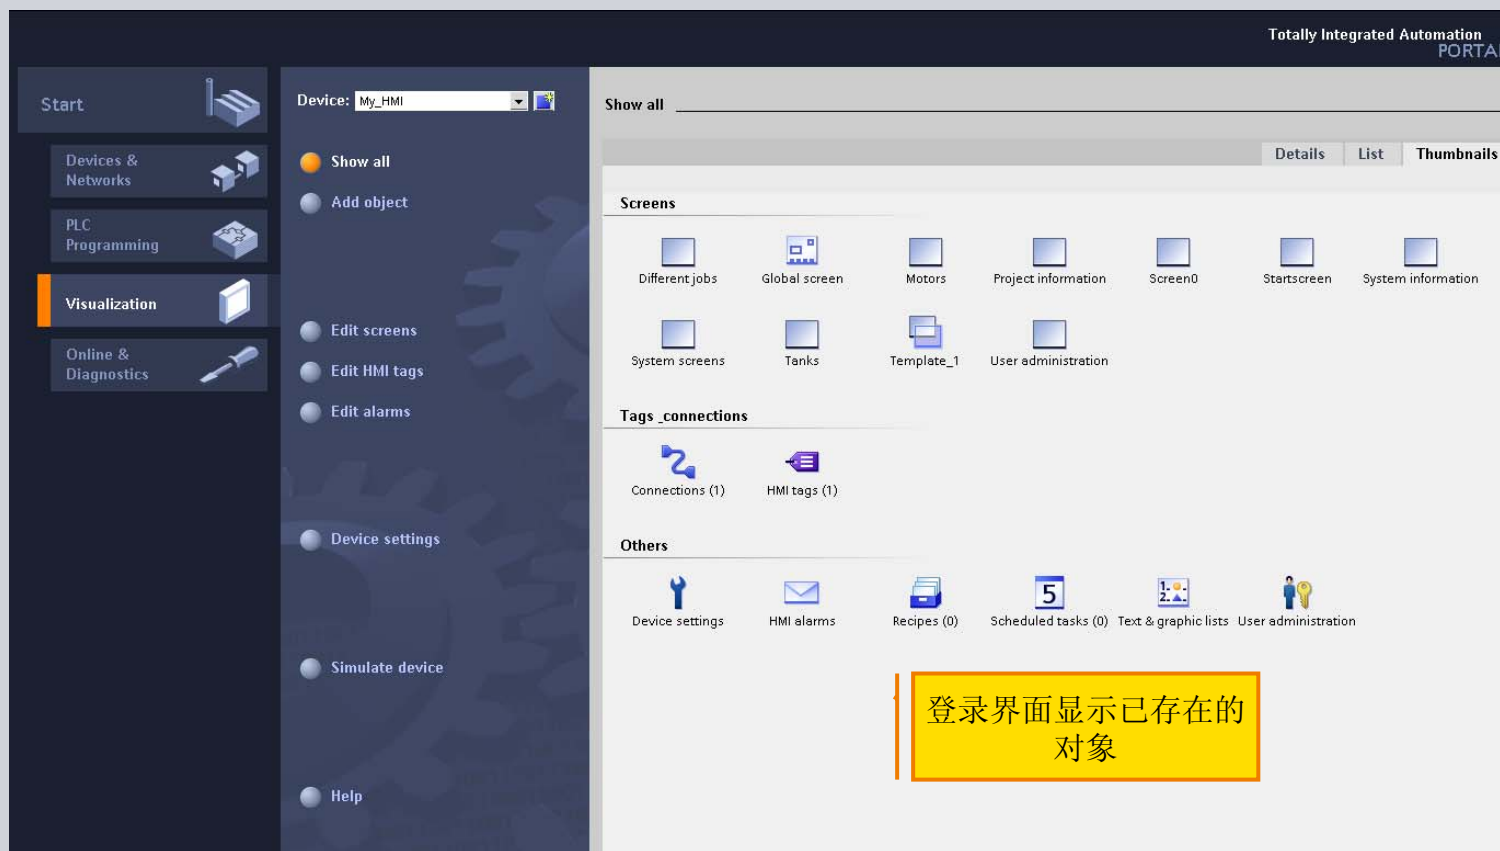 Totally Integrated Automation
PORTAL
Start
Devices &
Networks
PLC
Programming
Visualization
Online &
Diagnostics
Device: My_HMI
Show all
Add object
Edit screens
Edit HMI tags
Edit alarms
Device settings
Simulate device
Help
Show all
Details List Thumbnails
Screens
Different jobs Global screen Motors Project information Screen0 Startscreen System information
System screens Tanks Template_1 User administration
Tags _connections
Connections (1) HMI tags (1)
Others
5
1.
2.
Device settings HMI alarms Recipes (0) Scheduled tasks (0) Text & graphic lists User administration
登录界面显示已存在的
对象